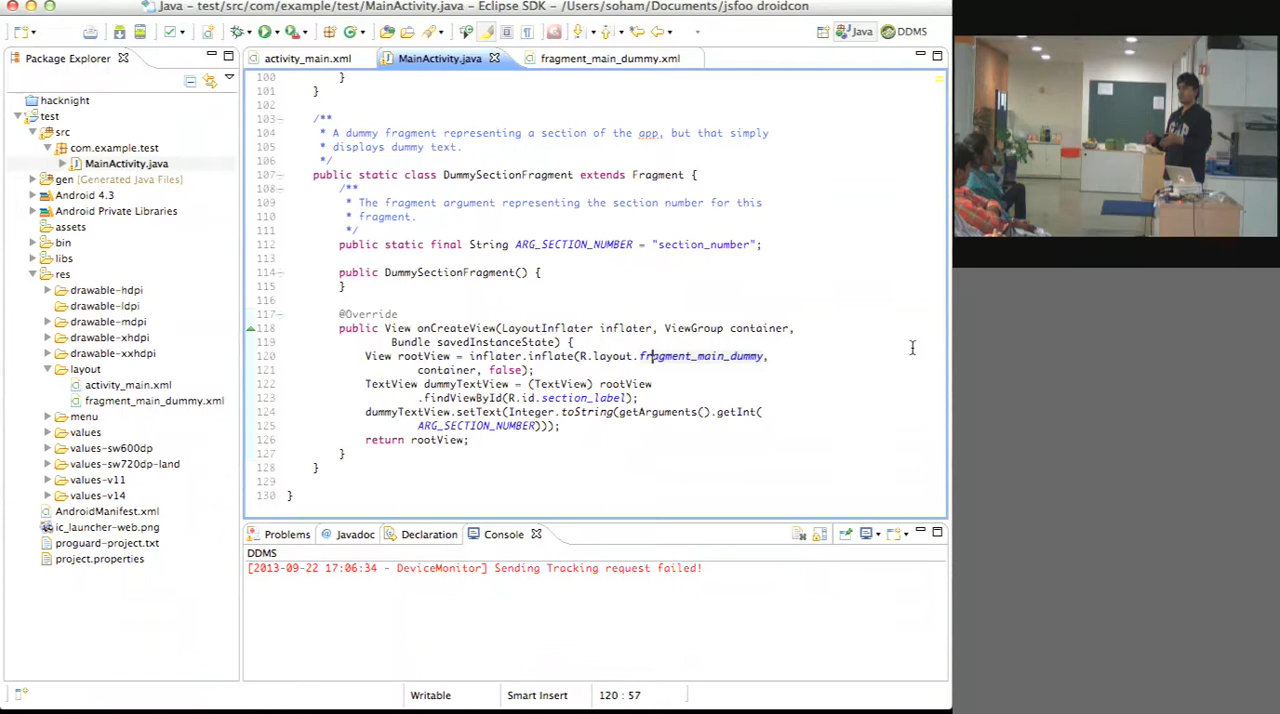 Java - test/src/com/example/test/MainActivity.java - Eclipse SDK - /Users/soham/Documents/jsfoo droidcon
Java
DDMS
Package Explorer
hacknight
test
src
com.example.test
MainActivity.java
gen [Generated Java Files]
Android 4.3
Android Private Libraries
assets
bin
libs
res
drawable-hdpi
drawable-ldpi
drawable-mdpi
drawable-xhdpi
drawable-xxhdpi
layout
activity_main.xml
fragment_main_dummy.xml
menu
values
values-sw600dp
values-sw720dp-land
values-v11
values-v14
AndroidManifest.xml
ic_launcher-web.png
proguard-project.txt
project.properties
activity_main.xml
MainActivity.java
fragment_main_dummy.xml
100 }
101 }
102
103 /**
104 * A dummy fragment representing a section of the app, but that simply
105 * displays dummy text.
106 */
107 public static class DummySectionFragment extends Fragment {
108 /**
109 * The fragment argument representing the section number for this
110 * fragment.
111 */
112 public static final String ARG_SECTION_NUMBER = "section_number";
113
114 public DummySectionFragment() {
115 }
116
117 @Override
118 public View onCreateView(LayoutInflater inflater, ViewGroup container,
119 Bundle savedInstanceState) {
120 View rootView = inflater.inflate(R.layout.fragment_main_dummy,
121 container, false);
122 TextView dummyTextView = (TextView) rootView
123 .findViewById(R.id.section_label);
124 dummyTextView.setText(Integer.toString(getArguments().getInt(
125 ARG_SECTION_NUMBER)));
126 return rootView;
127 }
128 }
129
130 }
Problems
Javadoc
Declaration
Console
DDMS
[2013-09-22 17:06:34 - DeviceMonitor] Sending Tracking request failed!
Writable
Smart Insert
120 : 57
GAP